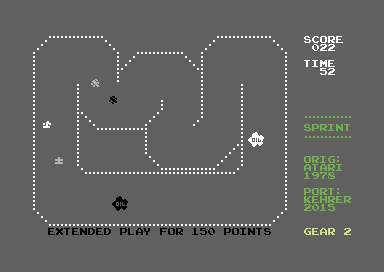 SCORE
022
TIME
52
SPRINT
OIL
ORIG:
ATARI
1978
PORT:
KEHRER
2015
OIL
EXTENDED PLAY FOR 150 POINTS
GEAR 2